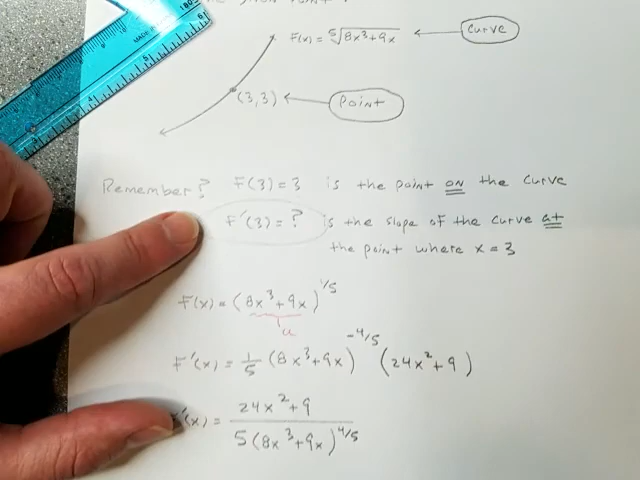 F(x) = ⁵√8x³+9x
Curve
(3,3)
Point
Remember? F(3) = 3 is the point on the curve
F'(3) = ? is the slope of the curve at
the point where x = 3
F(x) = (8x³+9x)^1/5
u
F'(x) = 1/5 (8x³+9x)^-4/5 (24x²+9)
F'(x) = 24x²+9 / 5(8x³+9x)^4/5